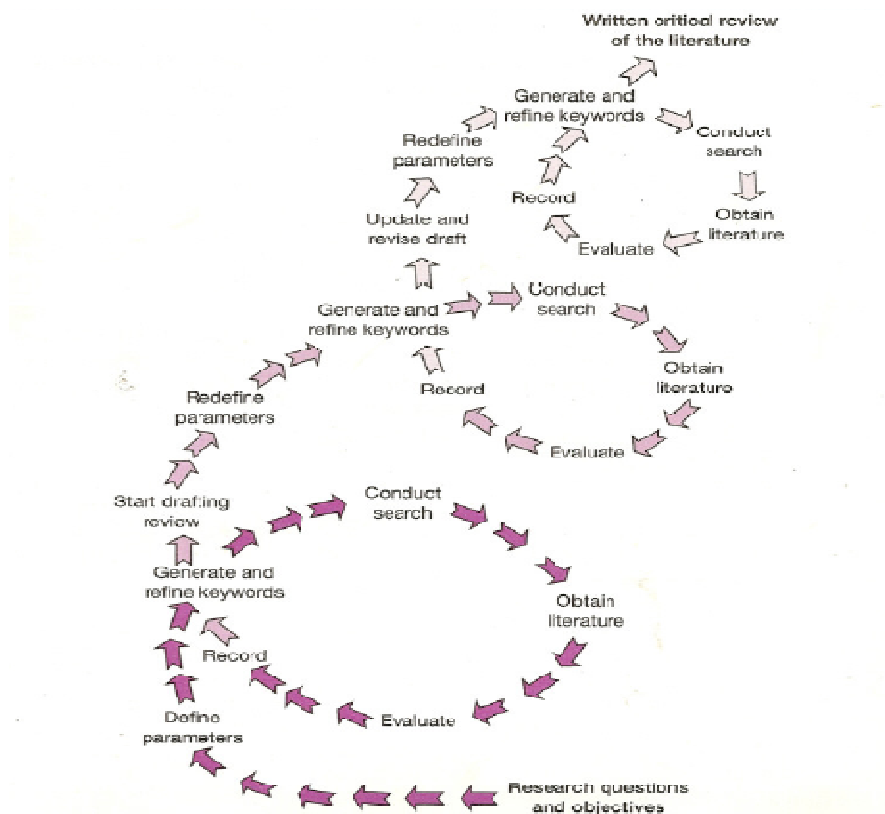 Written critical review
of the literature
Generate and
refine keywords
Conduct
search
Redefine
parameters
Record
Obtain
literature
Update and
revise draft
Evaluate
Conduct
search
Generate and
refine keywords
Obtain
literature
Record
Redefine
parameters
Evaluate
Conduct
search
Start drafting
review
Generate and
refine keywords
Obtain
literature
Record
Define
parameters
Evaluate
Research questions
and objectives